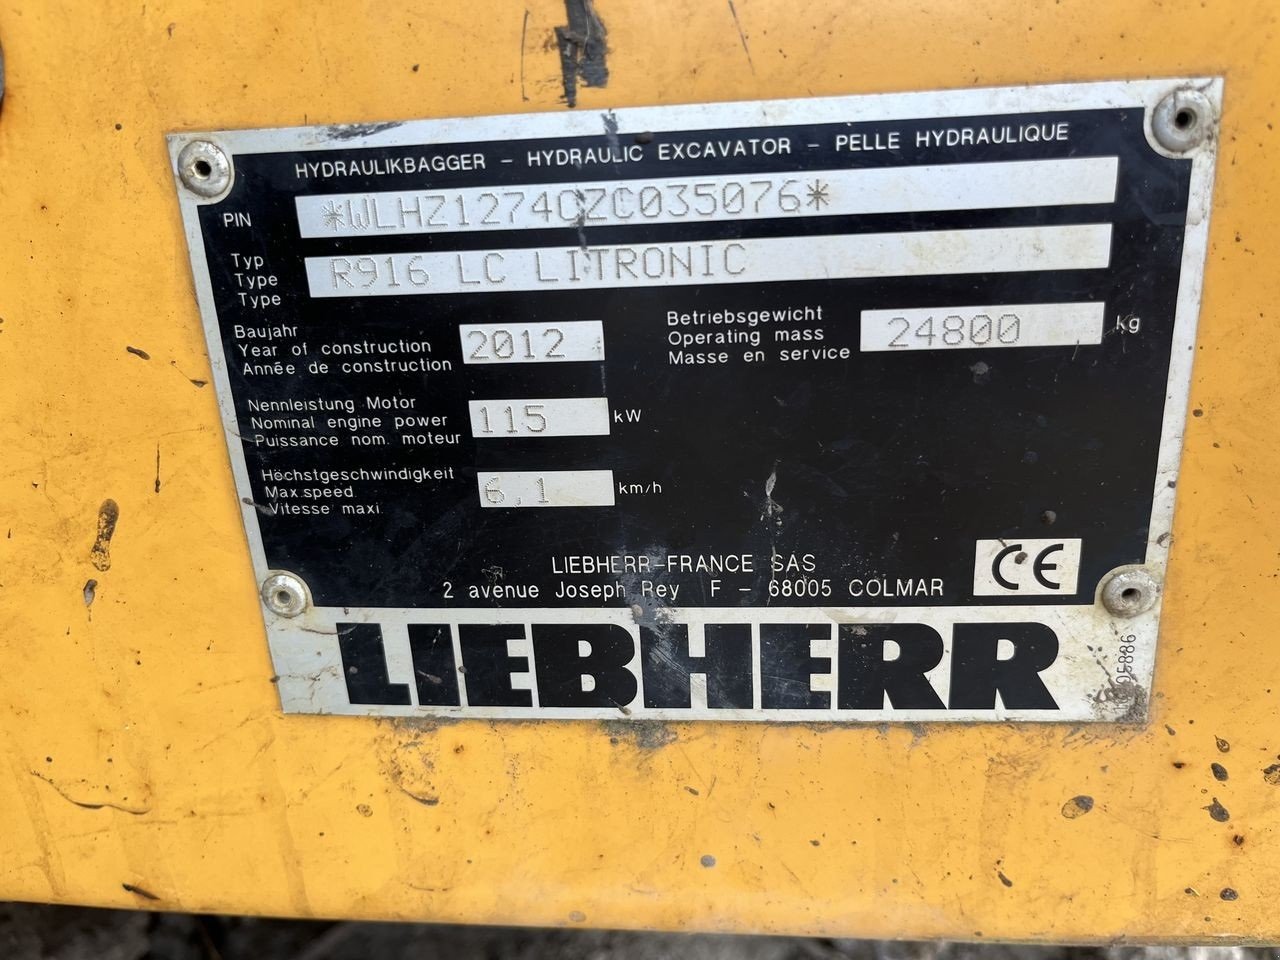 HYDRAULIKBAGGER - HYDRAULIC EXCAVATOR - PELLE HYDRAULIQUE
PIN *WLHZ1274CZC035076*
Typ
Type
Type
R916 LC LITRONIC
Baujahr
Year of construction
Année de construction
2012
Betriebsgewicht
Operating mass
Masse en service
24800 kg
Nennleistung Motor
Nominal engine power
Puissance nom. moteur
115 kW
Höchstgeschwindigkeit
Max.speed
Vitesse maxi.
6,1 km/h
LIEBHERR-FRANCE SAS
2 avenue Joseph Rey F - 68005 COLMAR
CE
LIEBHERR